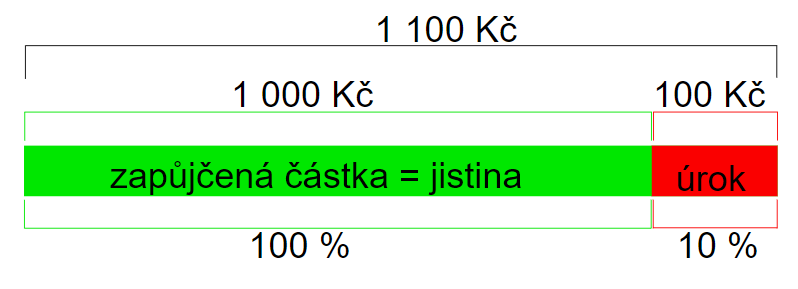 1 100 Kč
1 000 Kč 100 Kč
zapůjčená částka = jistina úrok
100 % 10 %